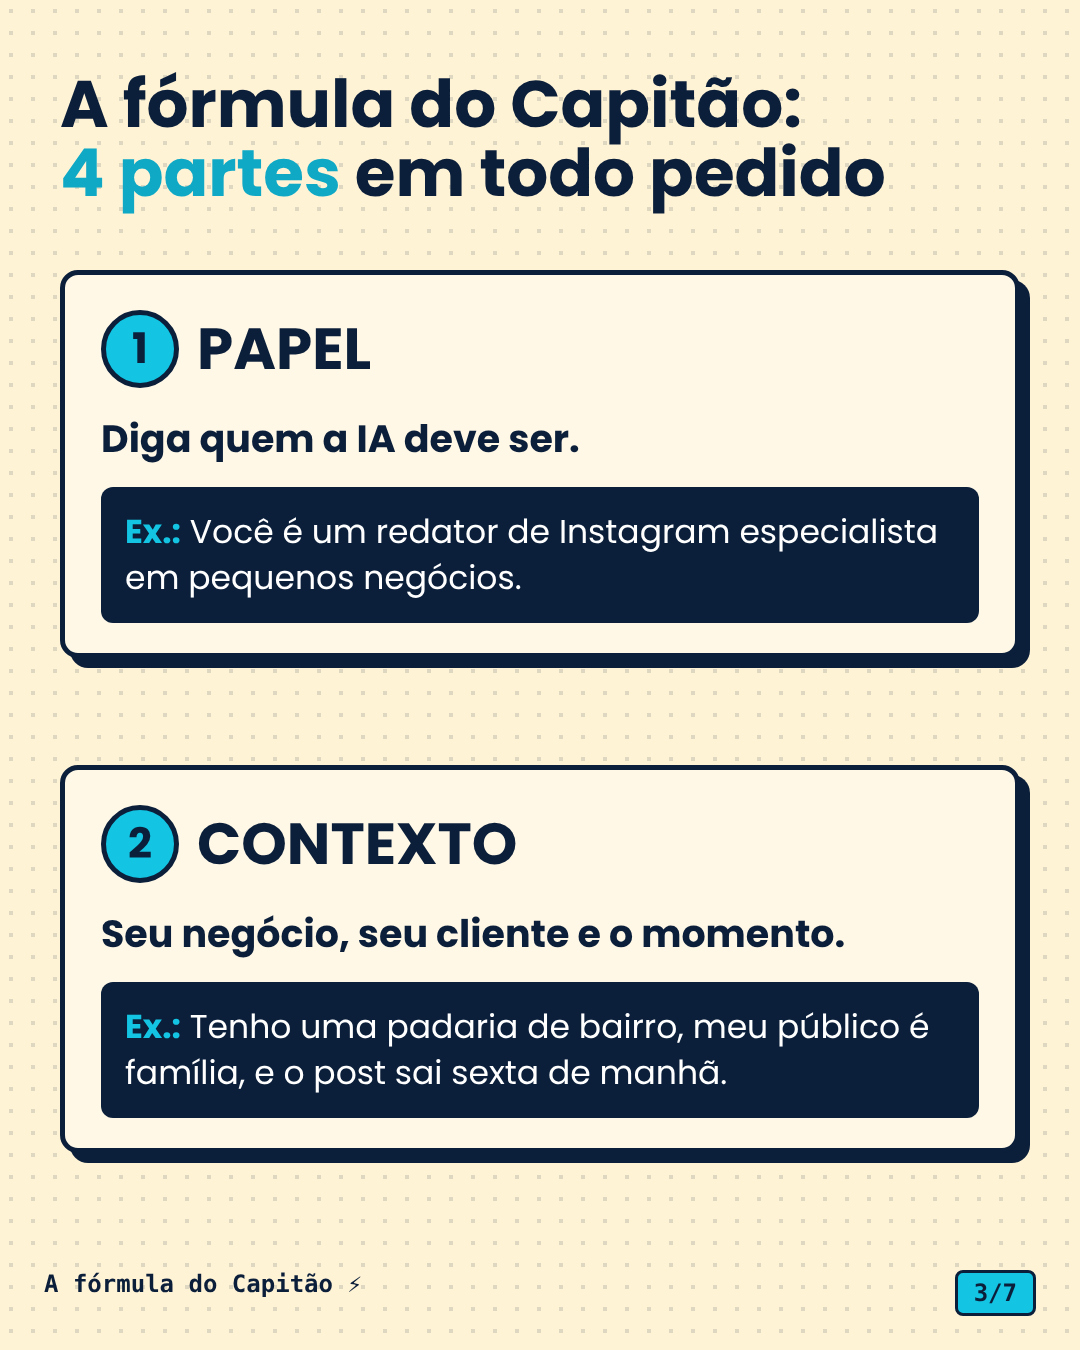 A fórmula do Capitão:
4 partes em todo pedido
1 PAPEL
Diga quem a IA deve ser.
Ex.: Você é um redator de Instagram especialista
em pequenos negócios.
2 CONTEXTO
Seu negócio, seu cliente e o momento.
Ex.: Tenho uma padaria de bairro, meu público é
família, e o post sai sexta de manhã.
A fórmula do Capitão ⚡
3/7